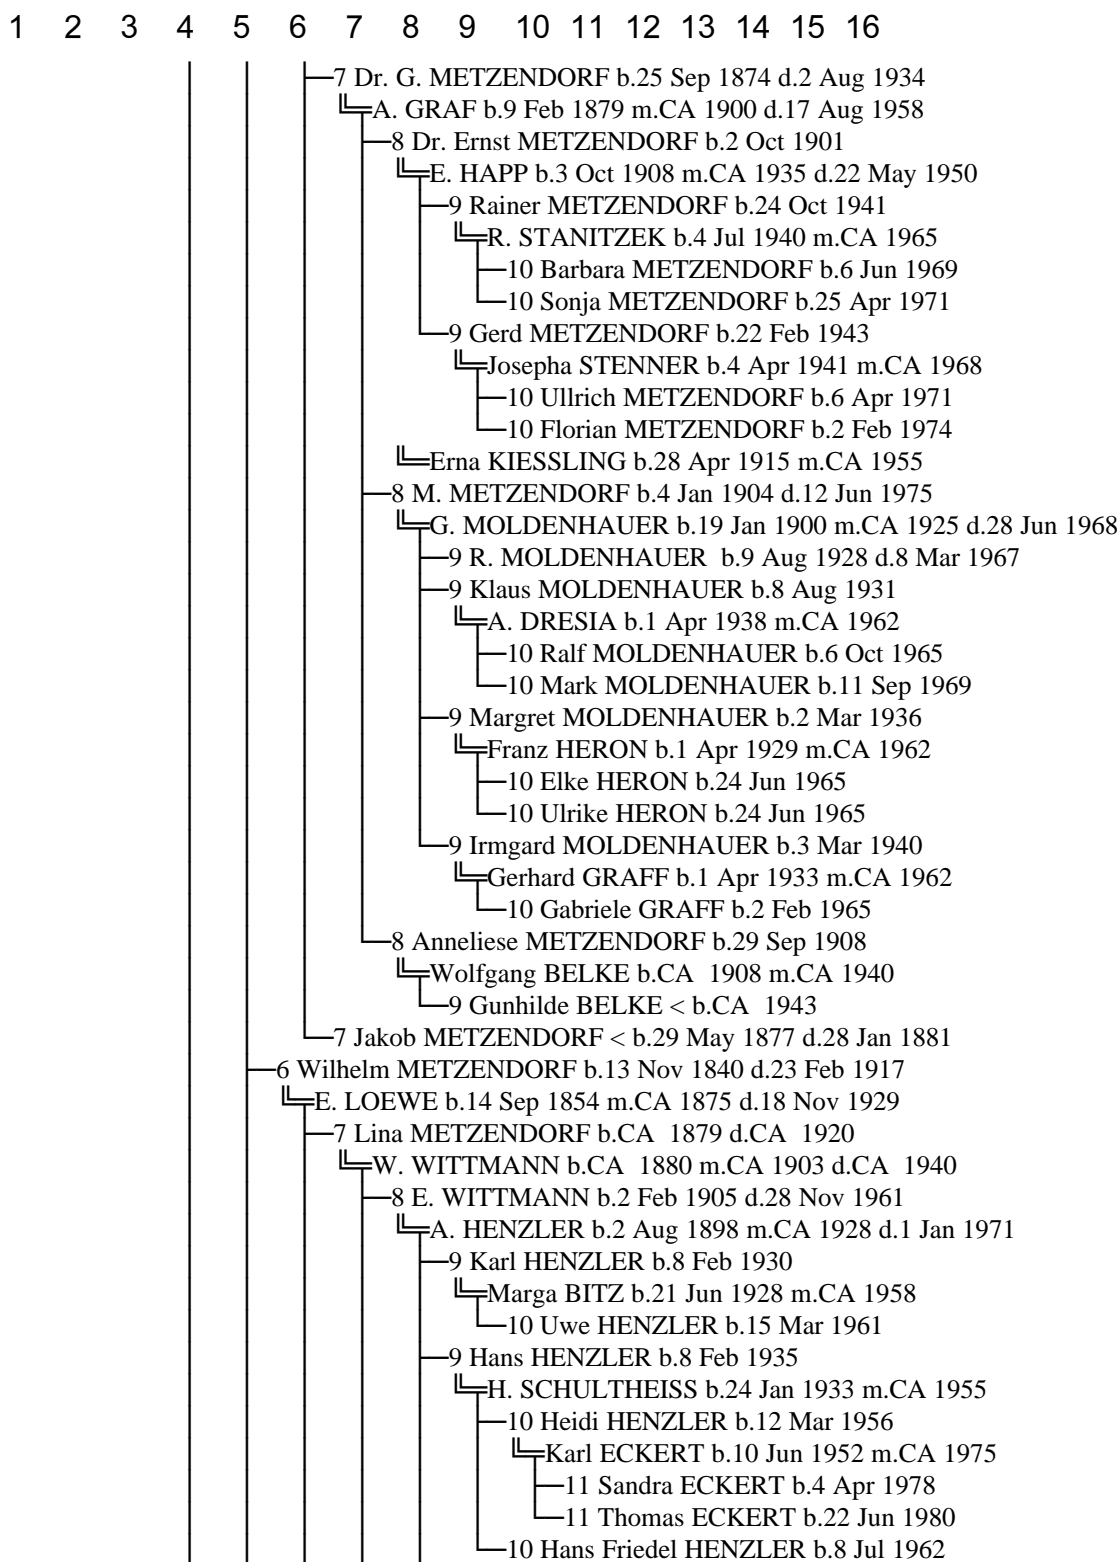 1 2 3 4 5 6 7 8 9 10 11 12 13 14 15 16
7 Dr. G. METZENDORF b.25 Sep 1874 d.2 Aug 1934
A. GRAF b.9 Feb 1879 m.CA 1900 d.17 Aug 1958
8 Dr. Ernst METZENDORF b.2 Oct 1901
E. HAPP b.3 Oct 1908 m.CA 1935 d.22 May 1950
9 Rainer METZENDORF b.24 Oct 1941
R. STANITZEK b.4 Jul 1940 m.CA 1965
10 Barbara METZENDORF b.6 Jun 1969
10 Sonja METZENDORF b.25 Apr 1971
9 Gerd METZENDORF b.22 Feb 1943
Josepha STENNER b.4 Apr 1941 m.CA 1968
10 Ullrich METZENDORF b.6 Apr 1971
10 Florian METZENDORF b.2 Feb 1974
Erna KIESSLING b.28 Apr 1915 m.CA 1955
8 M. METZENDORF b.4 Jan 1904 d.12 Jun 1975
G. MOLDENHAUER b.19 Jan 1900 m.CA 1925 d.28 Jun 1968
9 R. MOLDENHAUER b.9 Aug 1928 d.8 Mar 1967
9 Klaus MOLDENHAUER b.8 Aug 1931
A. DRESIA b.1 Apr 1938 m.CA 1962
10 Ralf MOLDENHAUER b.6 Oct 1965
10 Mark MOLDENHAUER b.11 Sep 1969
9 Margret MOLDENHAUER b.2 Mar 1936
Franz HERON b.1 Apr 1929 m.CA 1962
10 Elke HERON b.24 Jun 1965
10 Ulrike HERON b.24 Jun 1965
9 Irmgard MOLDENHAUER b.3 Mar 1940
Gerhard GRAFF b.1 Apr 1933 m.CA 1962
10 Gabriele GRAFF b.2 Feb 1965
8 Anneliese METZENDORF b.29 Sep 1908
Wolfgang BELKE b.CA 1908 m.CA 1940
9 Gunhilde BELKE < b.CA 1943
7 Jakob METZENDORF < b.29 May 1877 d.28 Jan 1881
6 Wilhelm METZENDORF b.13 Nov 1840 d.23 Feb 1917
E. LOEWE b.14 Sep 1854 m.CA 1875 d.18 Nov 1929
7 Lina METZENDORF b.CA 1879 d.CA 1920
W. WITTMANN b.CA 1880 m.CA 1903 d.CA 1940
8 E. WITTMANN b.2 Feb 1905 d.28 Nov 1961
A. HENZLER b.2 Aug 1898 m.CA 1928 d.1 Jan 1971
9 Karl HENZLER b.8 Feb 1930
Marga BITZ b.21 Jun 1928 m.CA 1958
10 Uwe HENZLER b.15 Mar 1961
9 Hans HENZLER b.8 Feb 1935
H. SCHULTHEISS b.24 Jan 1933 m.CA 1955
10 Heidi HENZLER b.12 Mar 1956
Karl ECKERT b.10 Jun 1952 m.CA 1975
11 Sandra ECKERT b.4 Apr 1978
11 Thomas ECKERT b.22 Jun 1980
10 Hans Friedel HENZLER b.8 Jul 1962